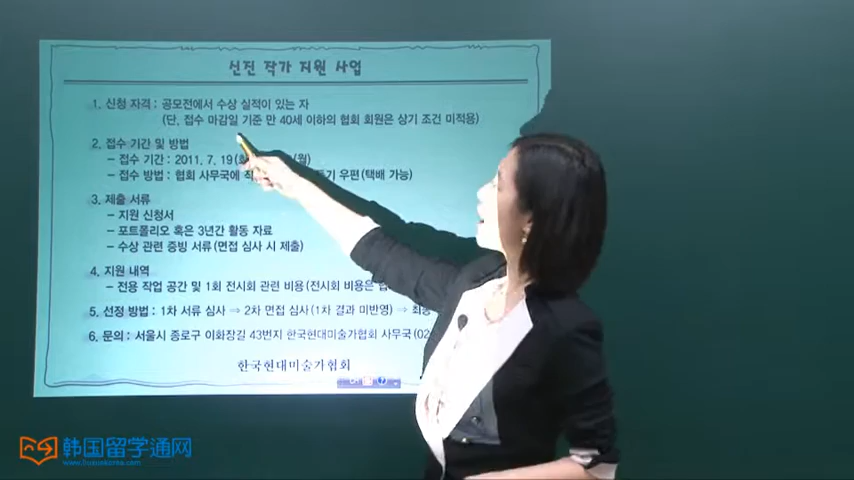 신진 작가 지원 사업
1. 신청 자격 : 공모전에서 수상 실적이 있는 자
(단, 접수 마감일 기준 만 40세 이하의 협회 회원은 상기 조건 미적용)
2. 접수 기간 및 방법
- 접수 기간 : 2011. 7. 19(화) (월)
- 접수 방법 : 협회 사무국에 우편(택배 가능)
3. 제출 서류
- 지원 신청서
- 포트폴리오 혹은 3년간 활동 자료
- 수상 관련 증빙 서류(면접 심사 시 제출)
4. 지원 내역
- 전용 작업 공간 및 1회 전시회 관련 비용(전시회 비용은
5. 선정 방법 : 1차 서류 심사 ⇒ 2차 면접 심사(1차 결과 미반영) ⇒ 최종
6. 문의 : 서울시 종로구 이화장길 43번지 한국현대미술가협회 사무국(02-
한국현대미술가협회
韩国留学通网